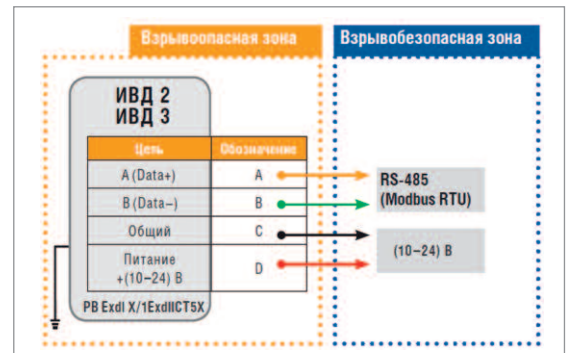 Взрывоопасная зона
Взрывобезопасная зона
ИВД 2
ИВД 3
Цепь
Обозначение
A (Data+)
A
B (Data–)
B
Общий
C
Питание
+(10–24) В
D
РВ ExdI X/1ExdIICT5X
RS-485
(Modbus RTU)
(10–24) В